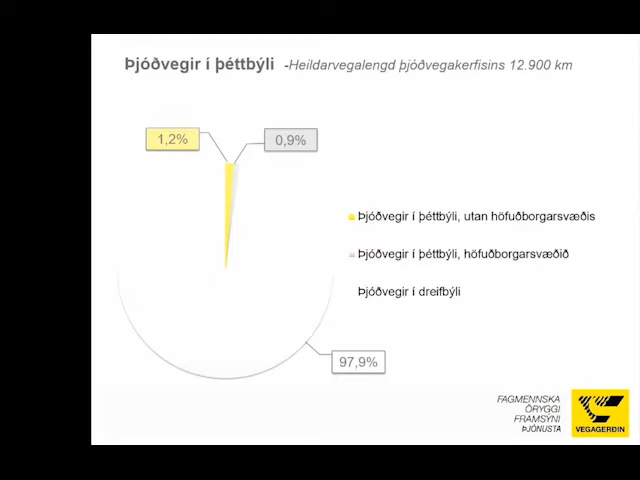 Þjóðvegir í þéttbýli -Heildarvegalengd þjóðvegakerfisins 12.900 km
1,2%
0,9%
Þjóðvegir í þéttbýli, utan höfuðborgarsvæðis
Þjóðvegir í þéttbýli, höfuðborgarsvæðið
Þjóðvegir í dreifbýli
97,9%
FAGMENNSKA
ÖRYGGI
FRAMSÝNI
ÞJÓNUSTA
VEGAGERÐIN